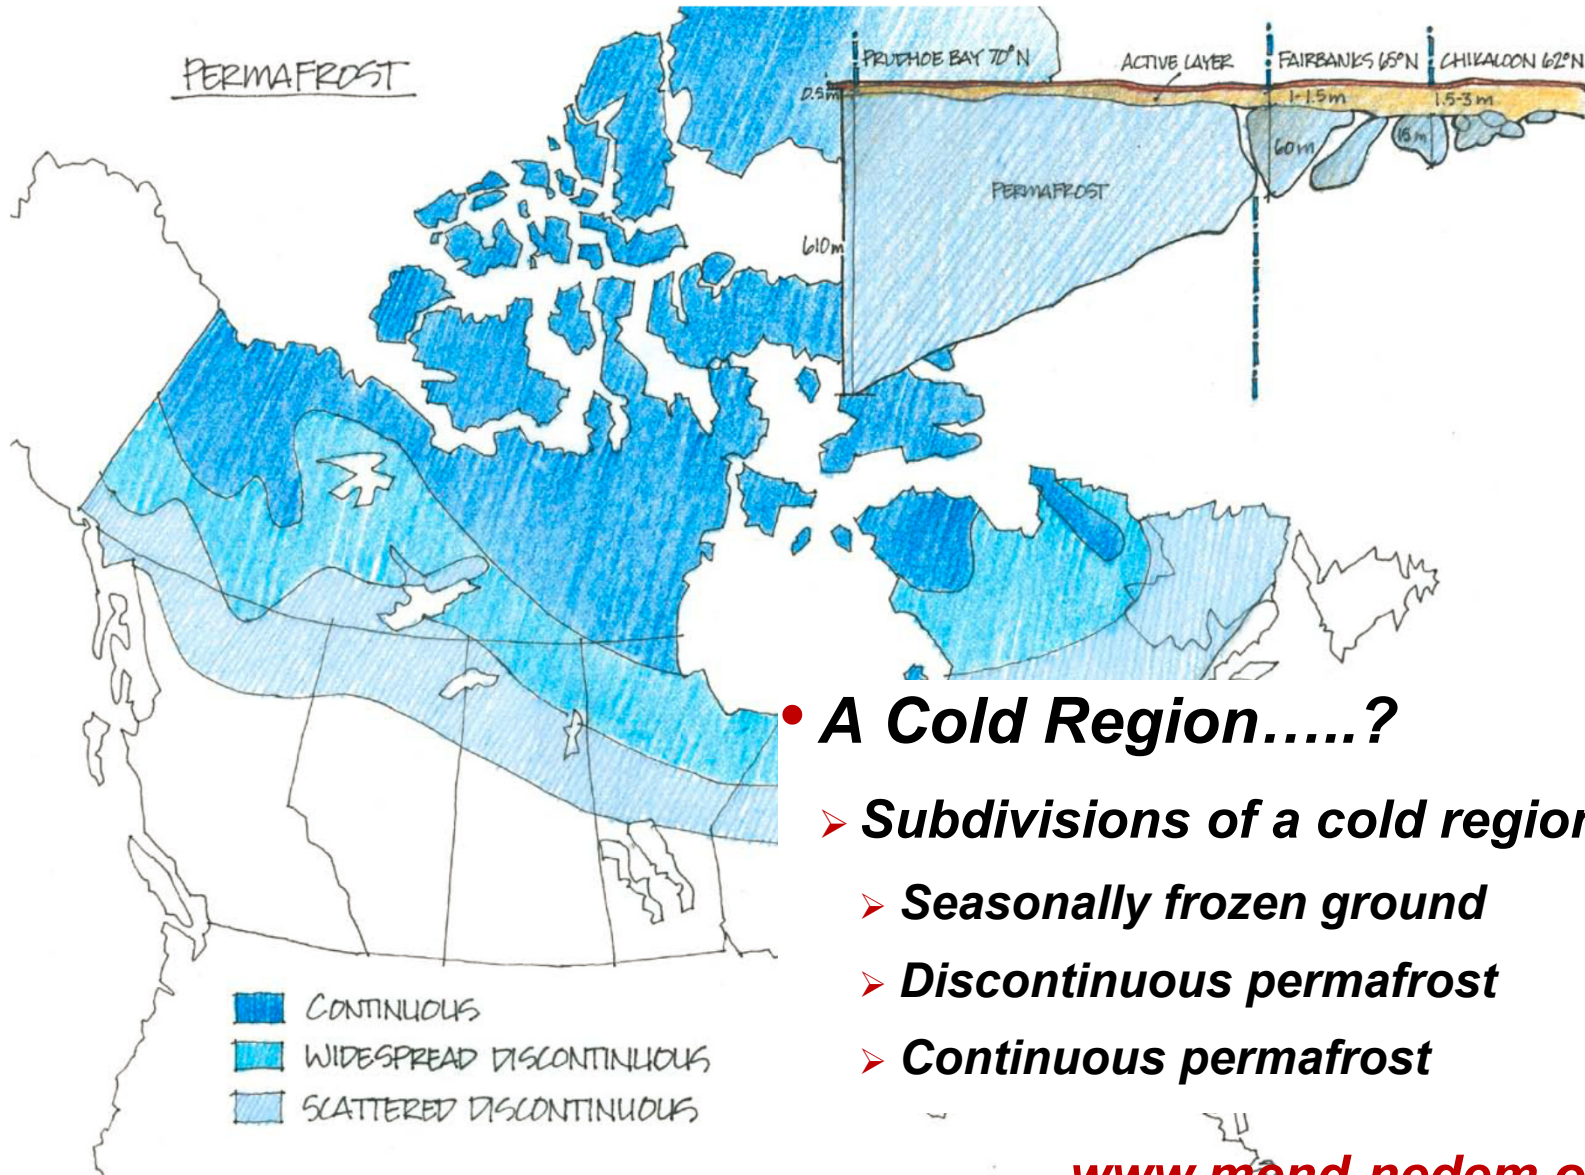 PERMAFROST
PRUDHOE BAY 70°N
ACTIVE LAYER
FAIRBANKS 65°N
CHIKALOON 62°N
0.5m
1-1.5m
1.5-3m
60m
15m
PERMAFROST
610m
• A Cold Region…..?
➢ Subdivisions of a cold region
➢ Seasonally frozen ground
➢ Discontinuous permafrost
➢ Continuous permafrost
CONTINUOUS
WIDESPREAD DISCONTINUOUS
SCATTERED DISCONTINUOUS